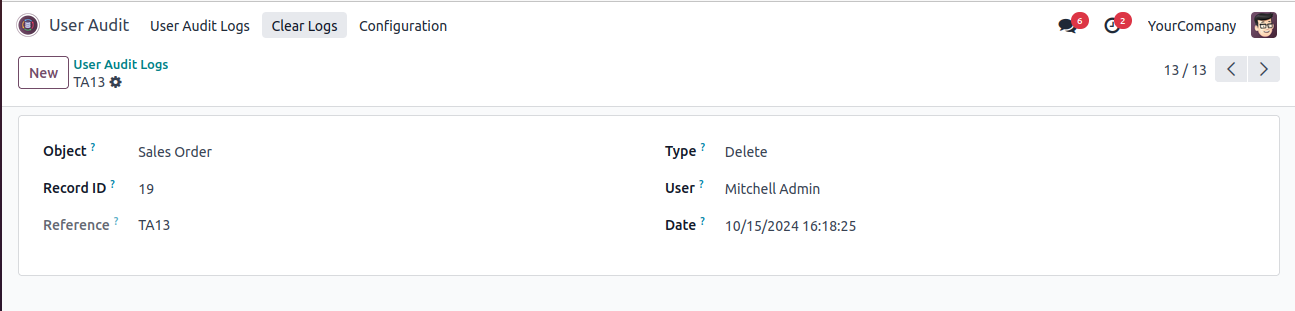 User Audit User Audit Logs Clear Logs Configuration 6 2 YourCompany
New User Audit Logs
TA13 13 / 13
Object ? Sales Order Type ? Delete
Record ID ? 19 User ? Mitchell Admin
Reference ? TA13 Date ? 10/15/2024 16:18:25